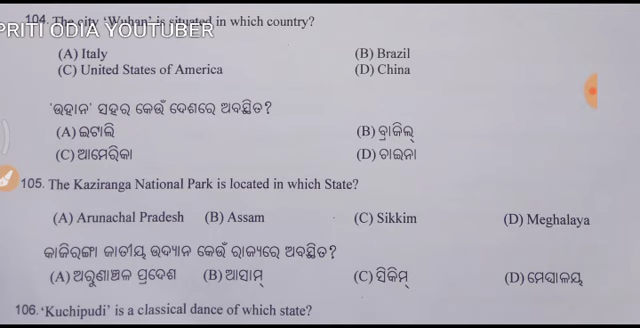 104. The city 'Wuhan' is situated in which country?
PRITI ODIA YOUTUBER
(A) Italy (B) Brazil
(C) United States of America (D) China
'ଉହାନ' ସହର କେଉଁ ଦେଶରେ ଅବସ୍ଥିତ?
(A) ଇଟାଲି (B) ବ୍ରାଜିଲ୍
(C) ଆମେରିକା (D) ଚାଇନା
105. The Kaziranga National Park is located in which State?
(A) Arunachal Pradesh (B) Assam (C) Sikkim (D) Meghalaya
କାଜିରଙ୍ଗା ଜାତୀୟ ଉଦ୍ୟାନ କେଉଁ ରାଜ୍ୟରେ ଅବସ୍ଥିତ?
(A) ଅରୁଣାଞ୍ଚଳ ପ୍ରଦେଶ (B) ଆସାମ୍ (C) ସିକିମ୍ (D) ମେଘାଳୟ
106. 'Kuchipudi' is a classical dance of which state?